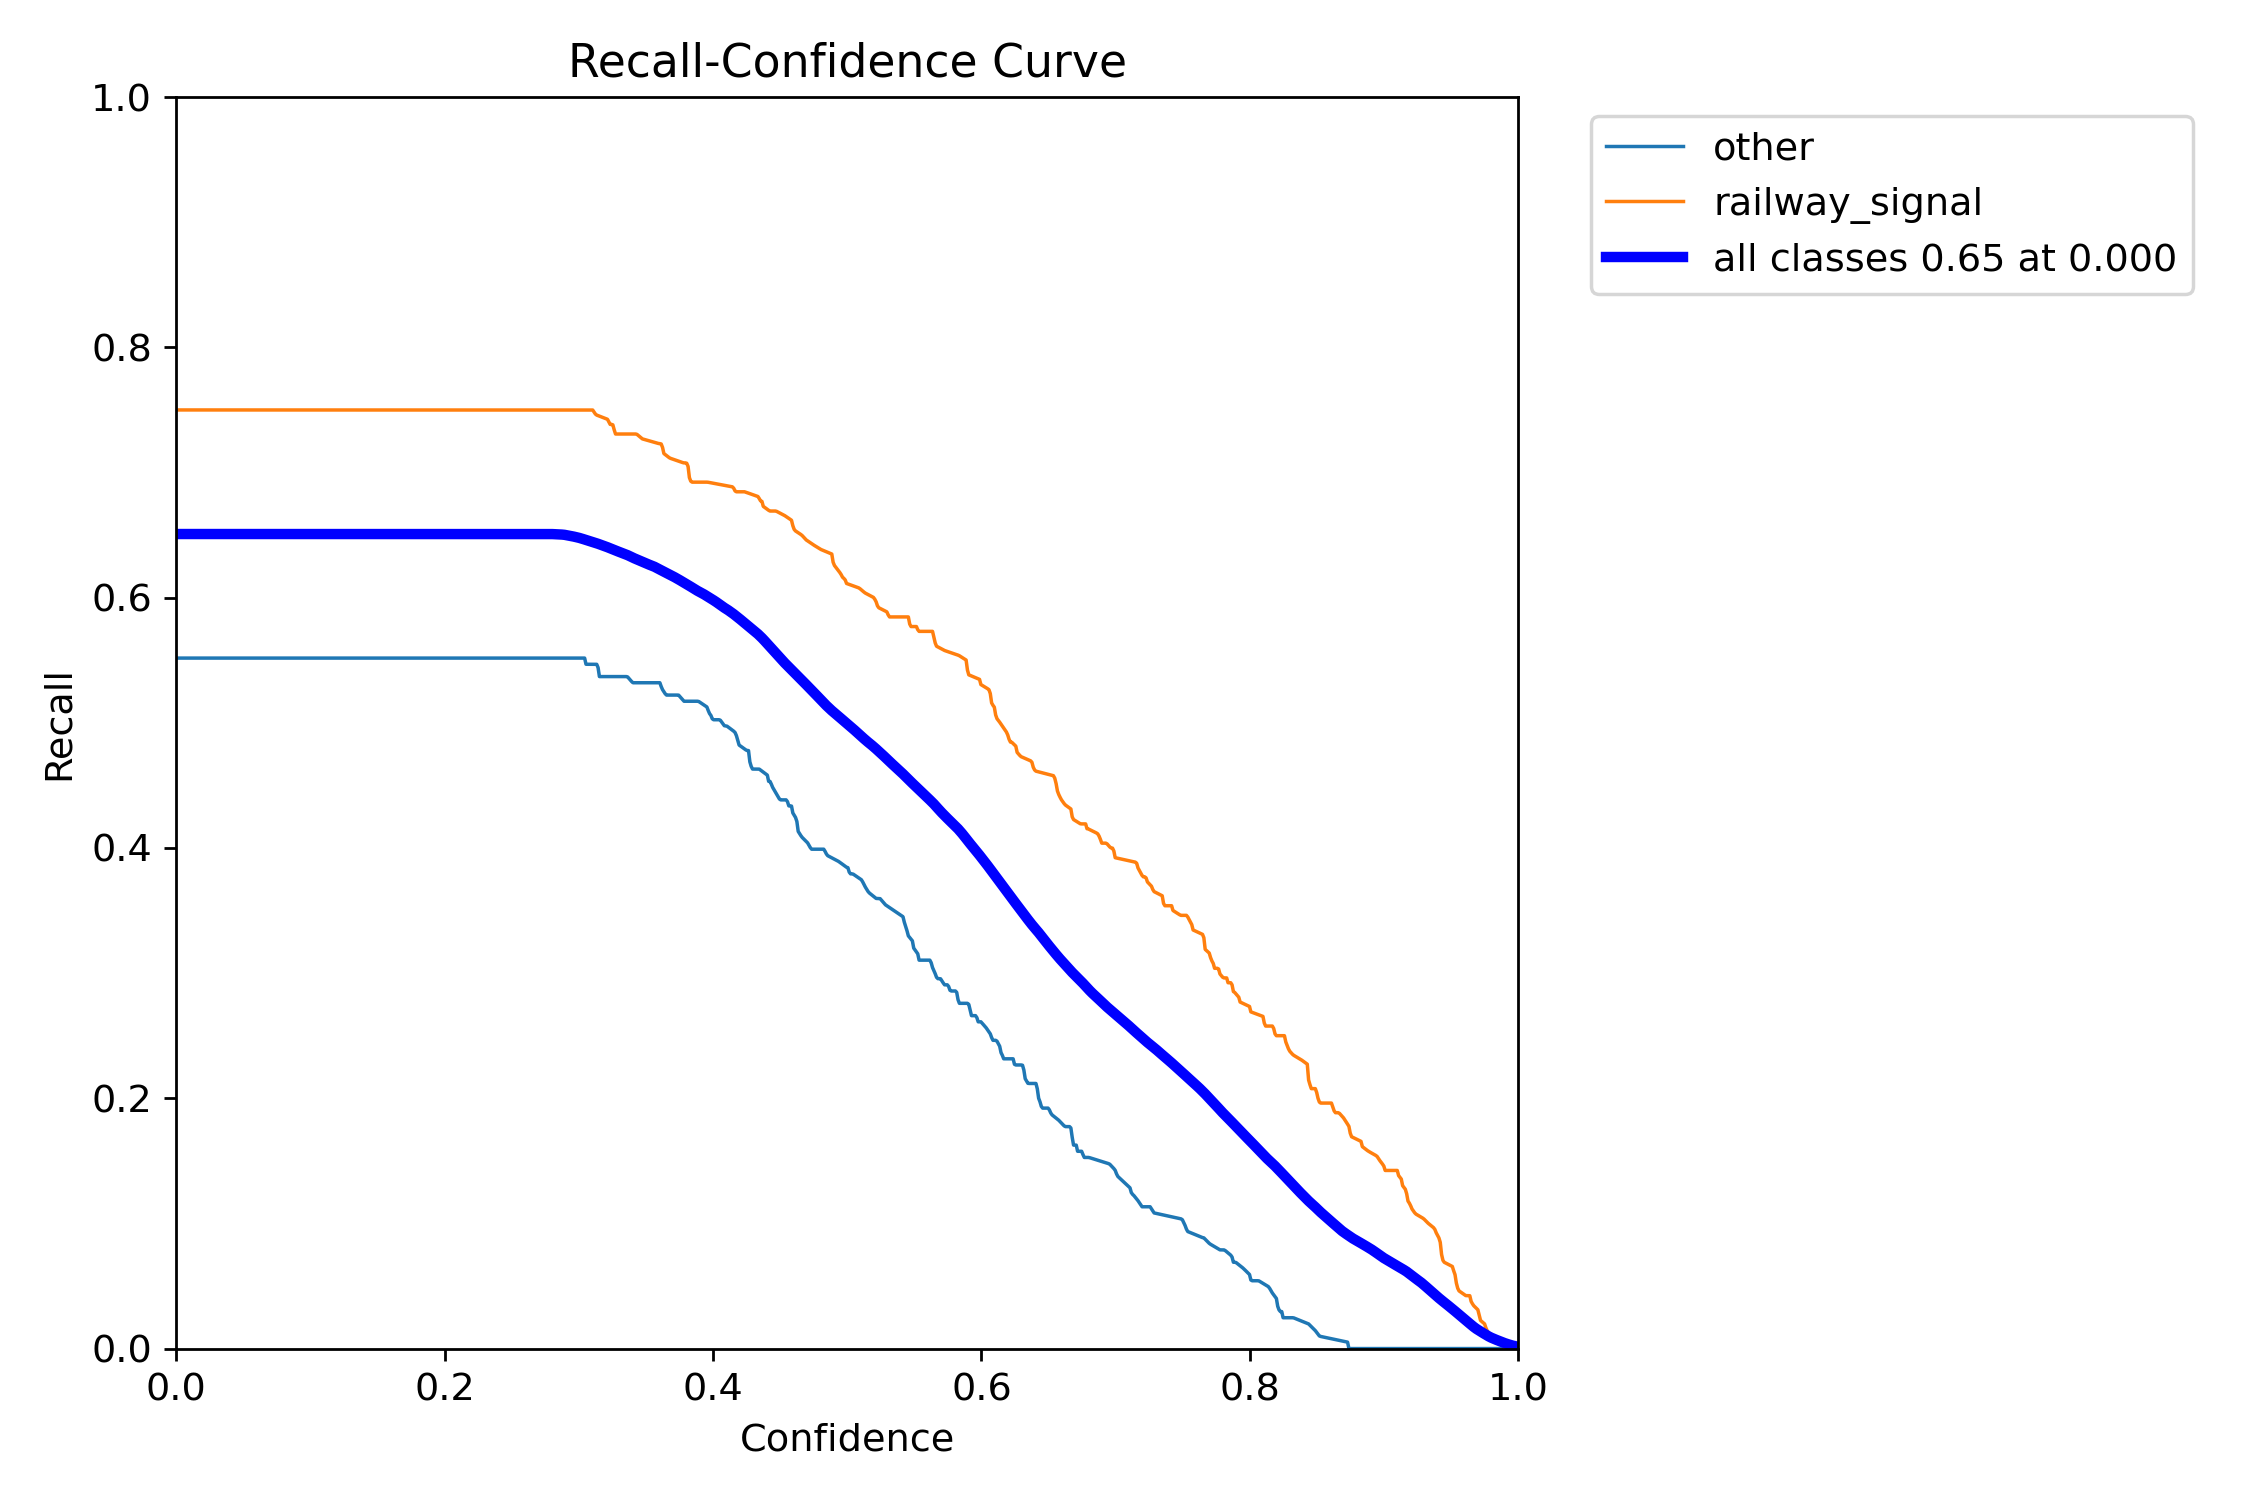 Recall-Confidence Curve
1.0
0.8
0.6
0.4
0.2
0.0
Recall
0.0 0.2 0.4 0.6 0.8 1.0
Confidence
other
railway_signal
all classes 0.65 at 0.000